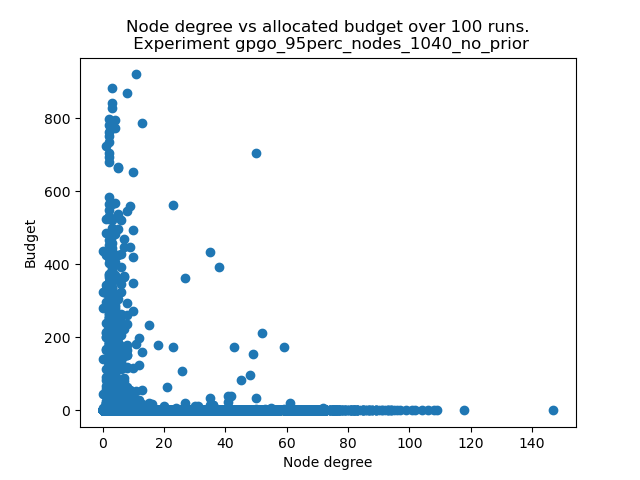 Node degree vs allocated budget over 100 runs.
Experiment gpgo_95perc_nodes_1040_no_prior
Budget
800
600
400
200
0
0 20 40 60 80 100 120 140
Node degree